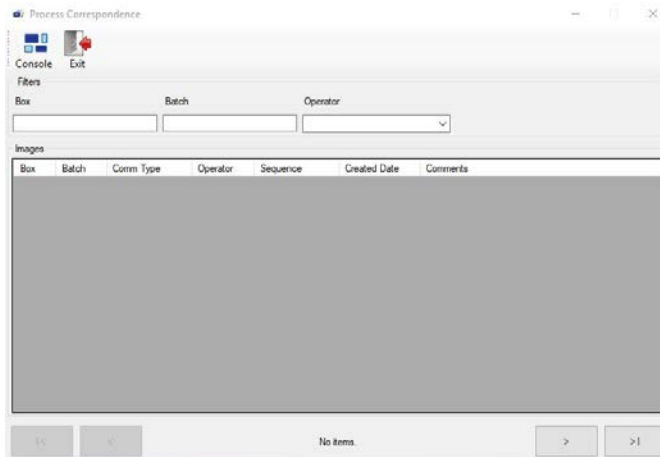 Process Correspondence
Console Exit
Filters
Box Batch Operator
Images
Box Batch Comm Type Operator Sequence Created Date Comments
|< < No items. > >|